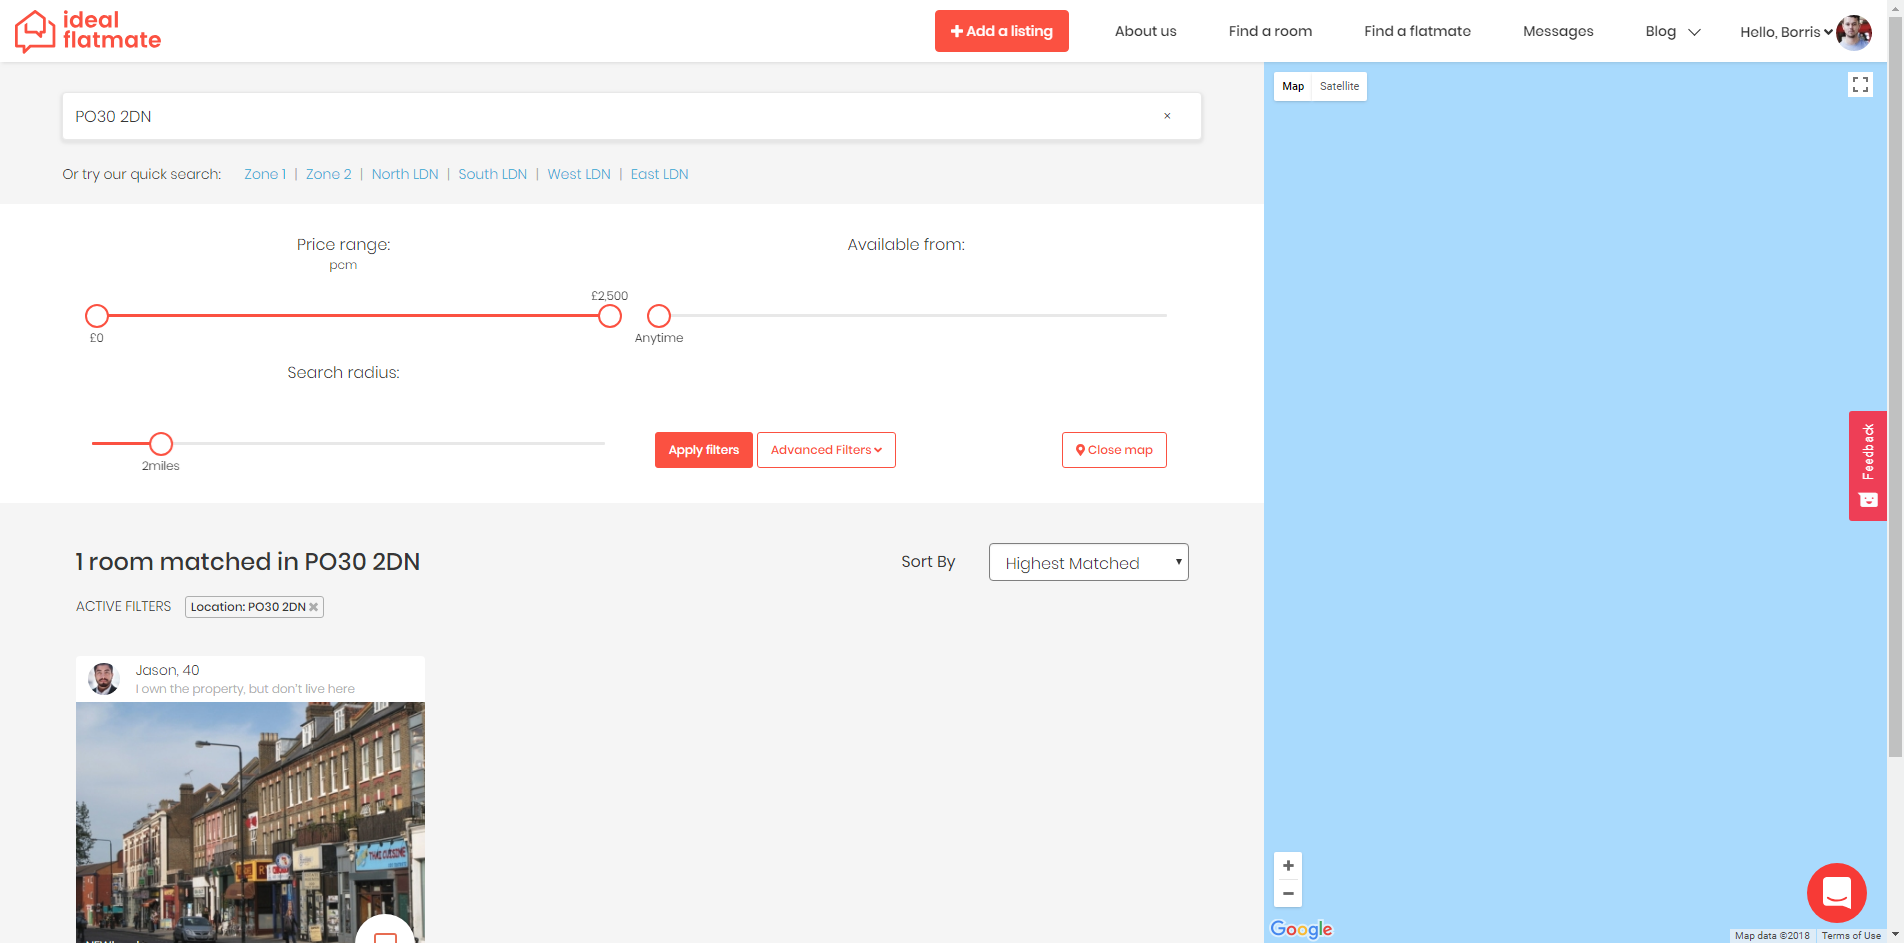 ideal
flatmate
Add a listing
About us
Find a room
Find a flatmate
Messages
Blog
Hello, Borris
PO30 2DN
×
Or try our quick search:
Zone 1 | Zone 2 | North LDN | South LDN | West LDN | East LDN
Price range:
pcm
£2,500
£0
Available from:
Anytime
Search radius:
2miles
Apply filters
Advanced Filters
Close map
1 room matched in PO30 2DN
Sort By
Highest Matched
ACTIVE FILTERS
Location: PO30 2DN
Jason, 40
I own the property, but don't live here
THAI CUISINE
Map
Satellite
Feedback
+
−
Google
Map data ©2018
Terms of Use